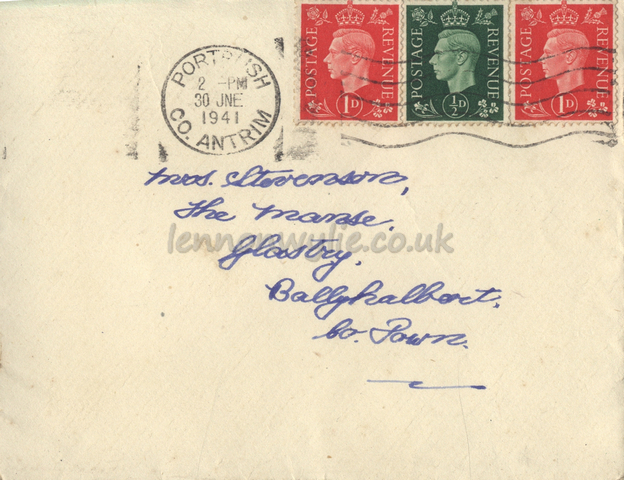 PORTRUSH
2 -PM
30 JNE
1941
CO. ANTRIM
POSTAGE REVENUE 1D
POSTAGE REVENUE ½D
POSTAGE REVENUE 1D
Mrs. Stevenson,
The Manse,
Glastry,
Ballyhalbert,
Co. Down.
lennonwylie.co.uk